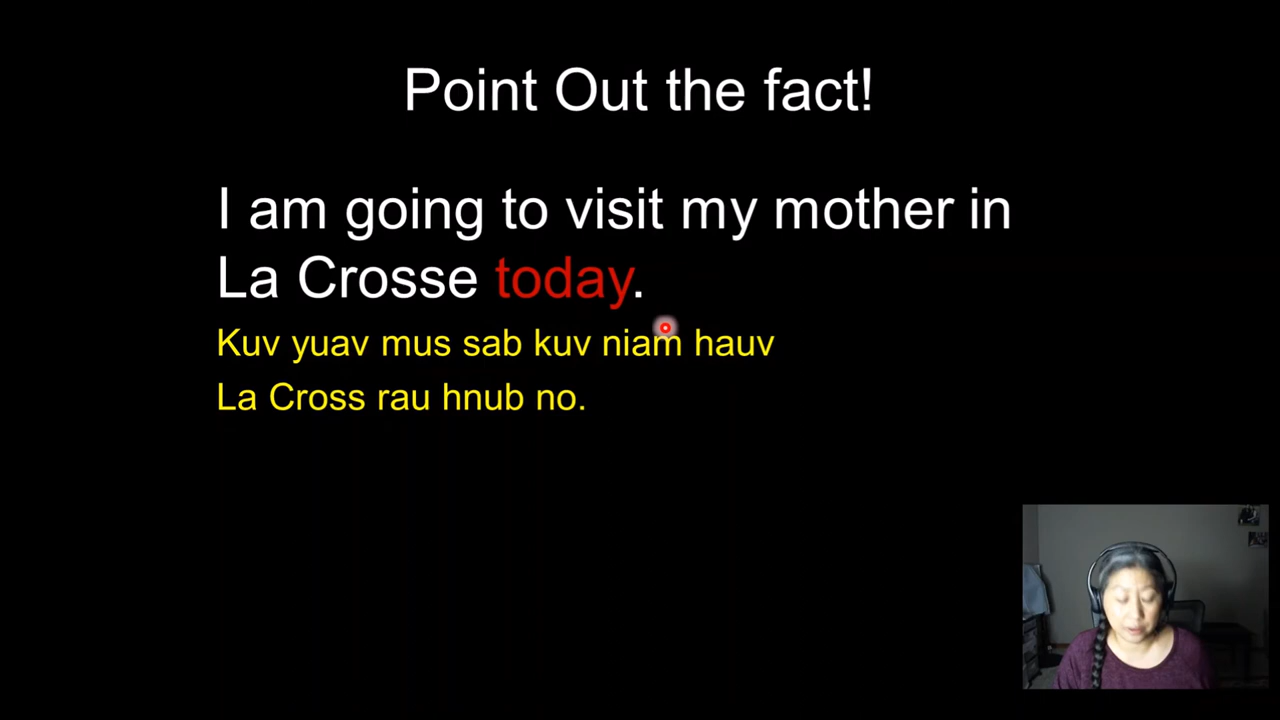 Point Out the fact!
I am going to visit my mother in
La Crosse today.
Kuv yuav mus sab kuv niam hauv
La Cross rau hnub no.